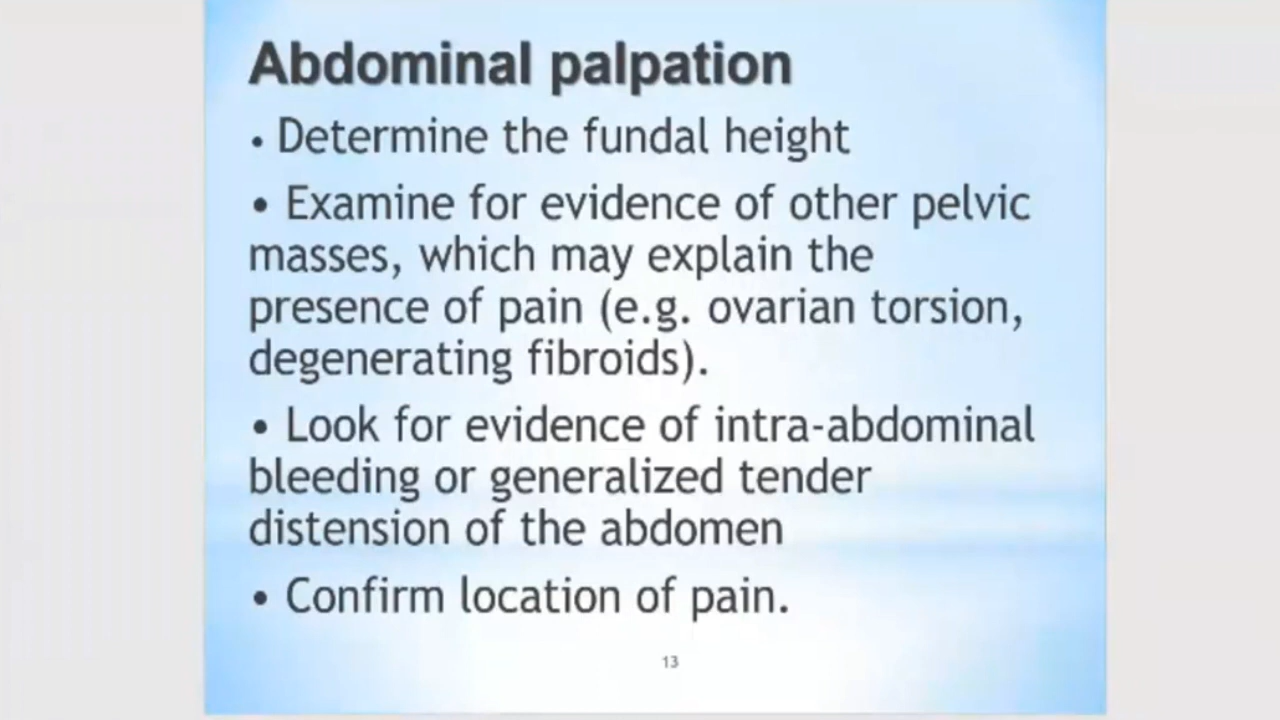 Abdominal palpation
• Determine the fundal height
• Examine for evidence of other pelvic
masses, which may explain the
presence of pain (e.g. ovarian torsion,
degenerating fibroids).
• Look for evidence of intra-abdominal
bleeding or generalized tender
distension of the abdomen
• Confirm location of pain.
13